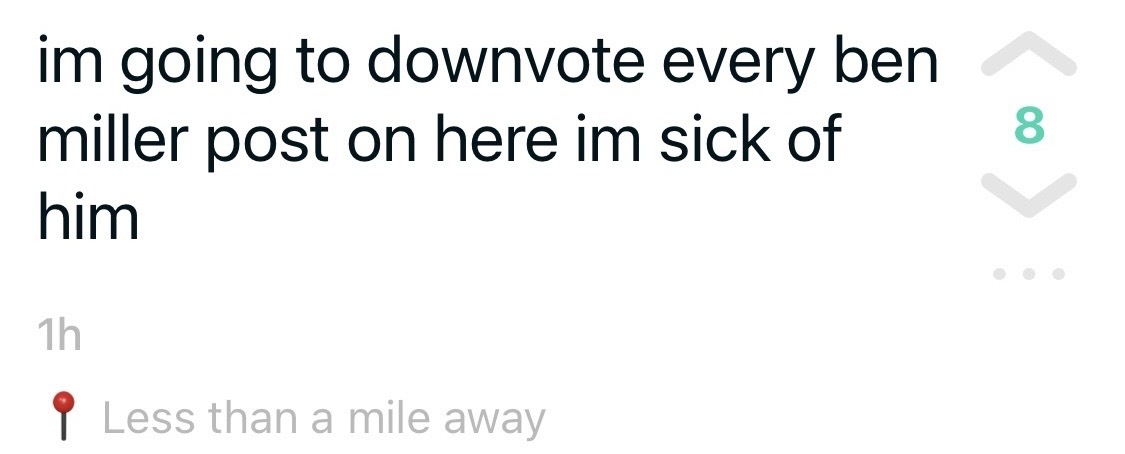 im going to downvote every ben
miller post on here im sick of
him
8
1h
Less than a mile away